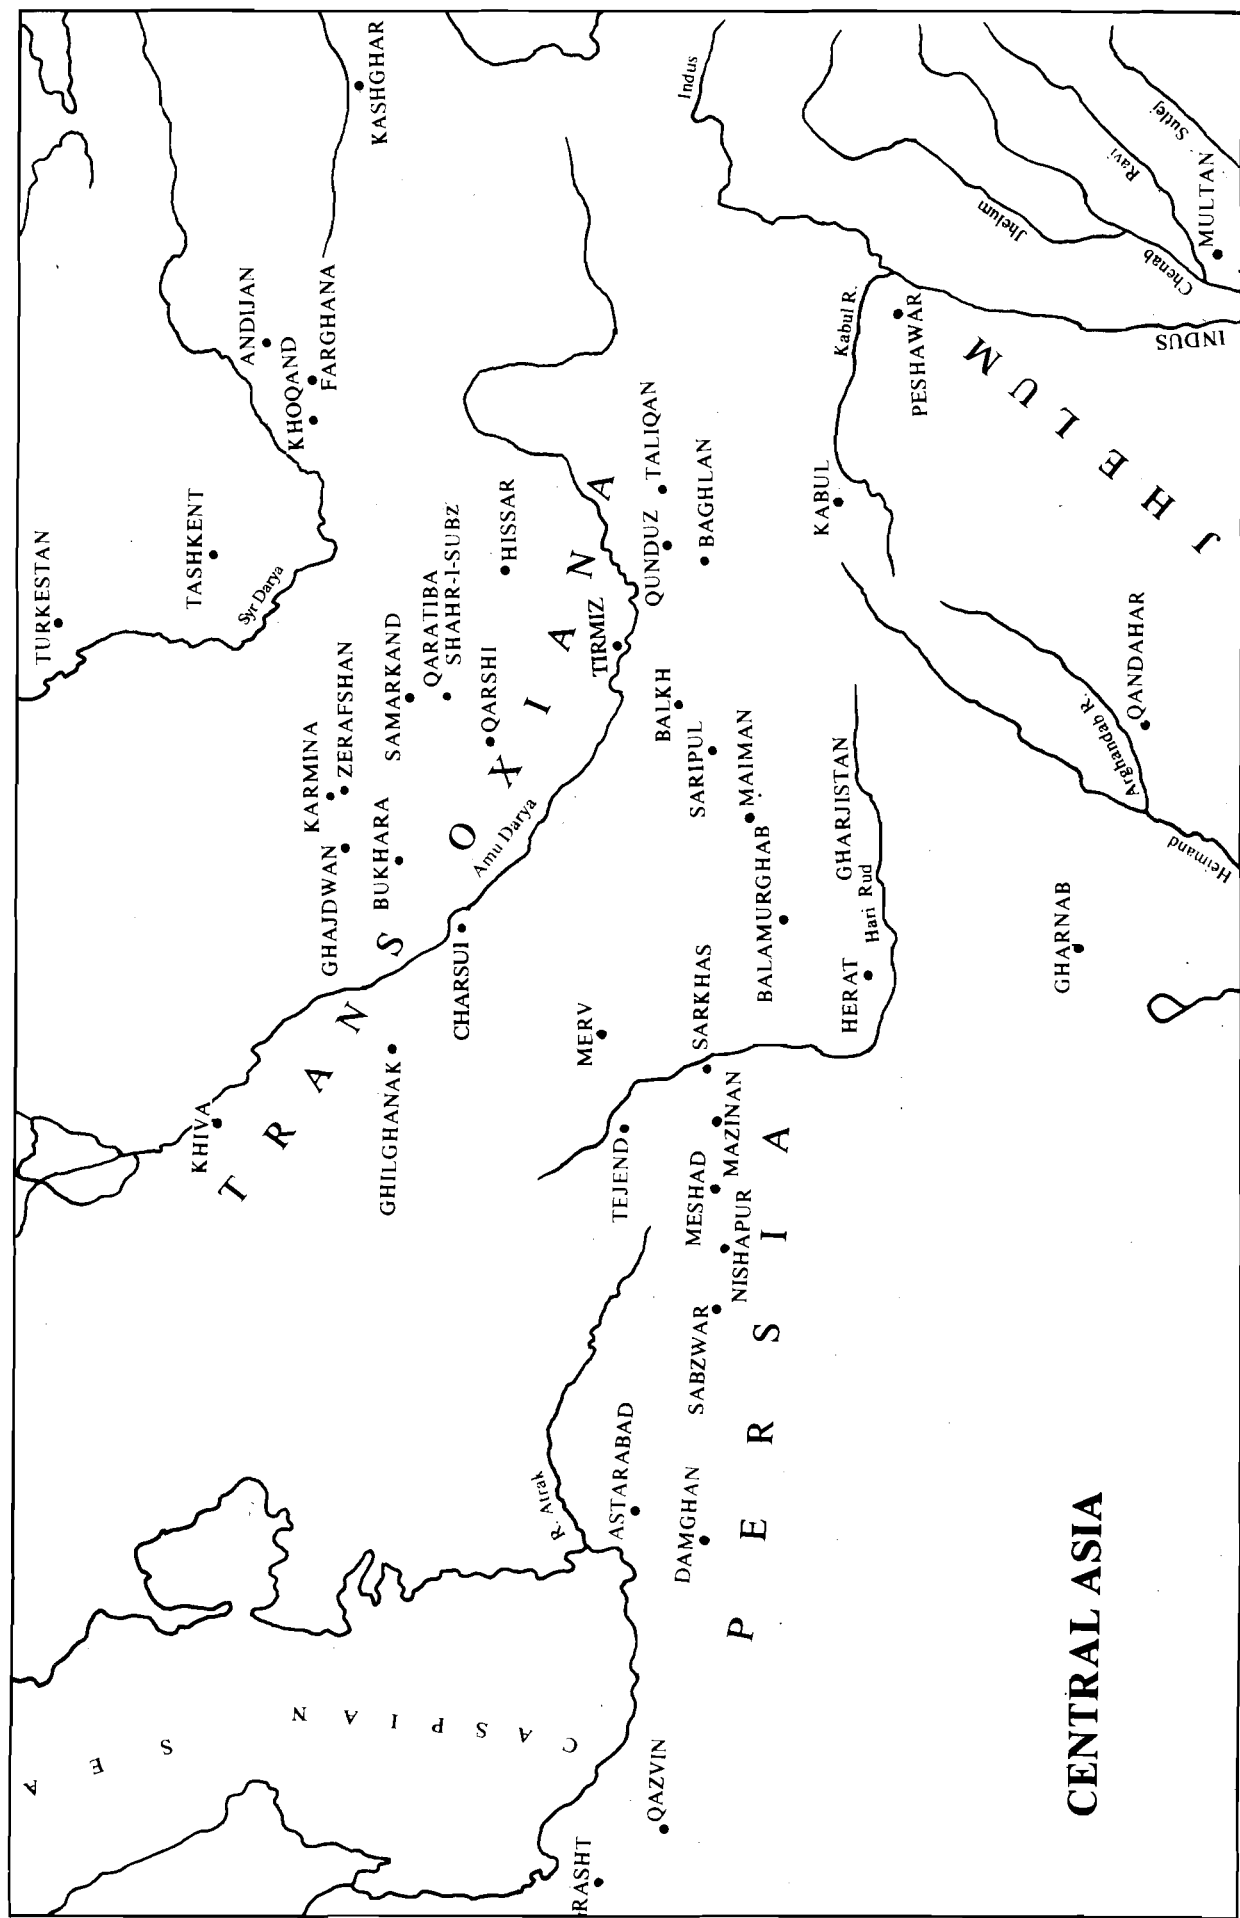 TURKESTAN
TASHKENT
Syr Darya
ANDIJAN
KHOQAND
FARGHANA
KASHGHAR
KARMINA
ZERAFSHAN
GHAJDWAN
BUKHARA
SAMARKAND
QARATIBA
SHAHR-I-SUBZ
HISSAR
QARSHI
KHIVA
TRANSOXIANA
GHILGHANAK
CHARSUI
Amu Darya
TIRMIZ
QUNDUZ
TALIQAN
BAGHLAN
BALKH
SARIPUL
MAIMAN
BALAMURGHAB
MERV
SARKHAS
TEJEND
MESHAD
MAZINAN
NISHAPUR
SABZWAR
ASTARABAD
DAMGHAN
R. Atrak
CASPIAN
SEA
QAZVIN
RASHT
PERSIA
GHARJISTAN
Hari Rud
HERAT
GHARNAB
KABUL
Kabul R.
PESHAWAR
Indus
INDUS
JHELUM
Jhelum
Chenab
Ravi
Sutlej
MULTAN
Arghandab R.
QANDAHAR
Heimand
CENTRAL ASIA